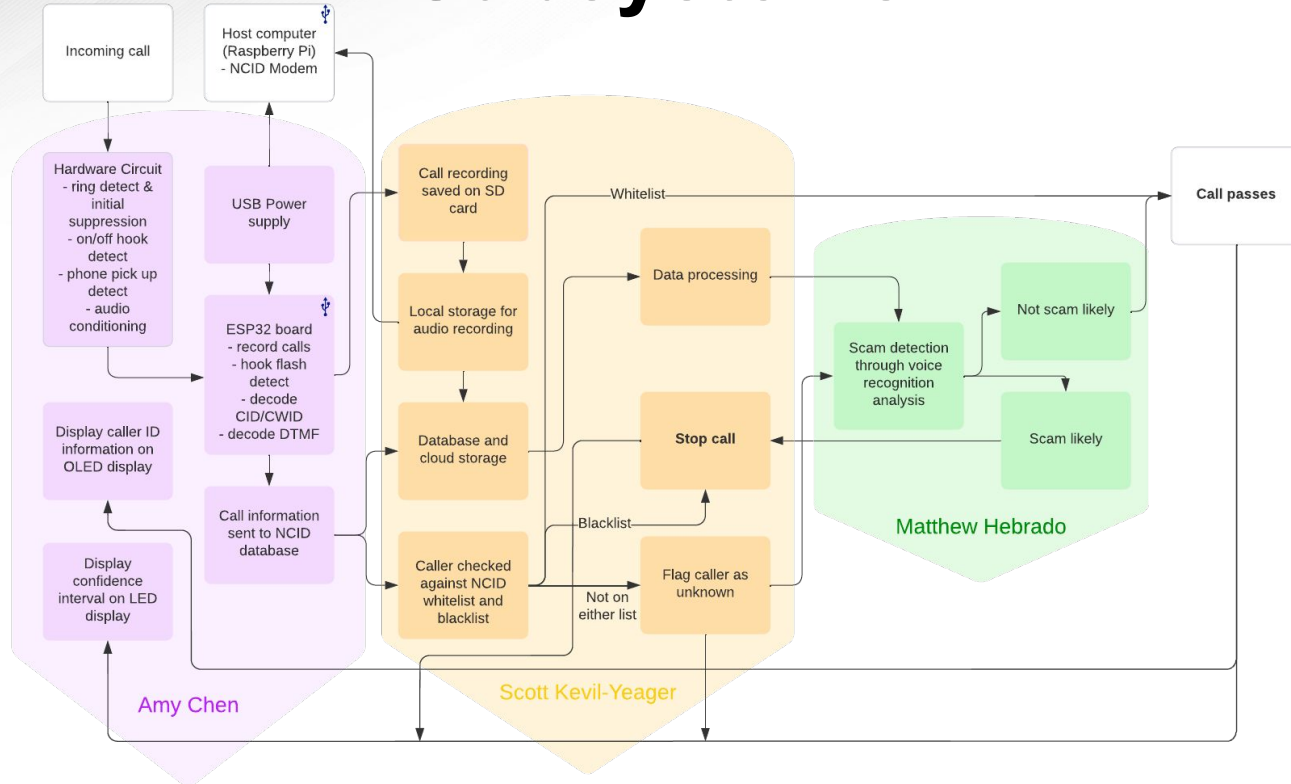 Incoming call
Host computer
(Raspberry Pi)
- NCID Modem
Hardware Circuit
- ring detect &
initial
suppression
- on/off hook
detect
- phone pick up
detect
- audio
conditioning
USB Power
supply
ESP32 board
- record calls
- hook flash
detect
- decode
CID/CWID
- decode DTMF
Display caller ID
information on
OLED display
Call information
sent to NCID
database
Display
confidence
interval on LED
display
Amy Chen
Call recording
saved on SD
card
Local storage for
audio recording
Database and
cloud storage
Caller checked
against NCID
whitelist and
blacklist
Whitelist
Data processing
Stop call
Blacklist
Not on
either list
Flag caller as
unknown
Scott Kevil-Yeager
Scam detection
through voice
recognition
analysis
Not scam likely
Scam likely
Matthew Hebrado
Call passes